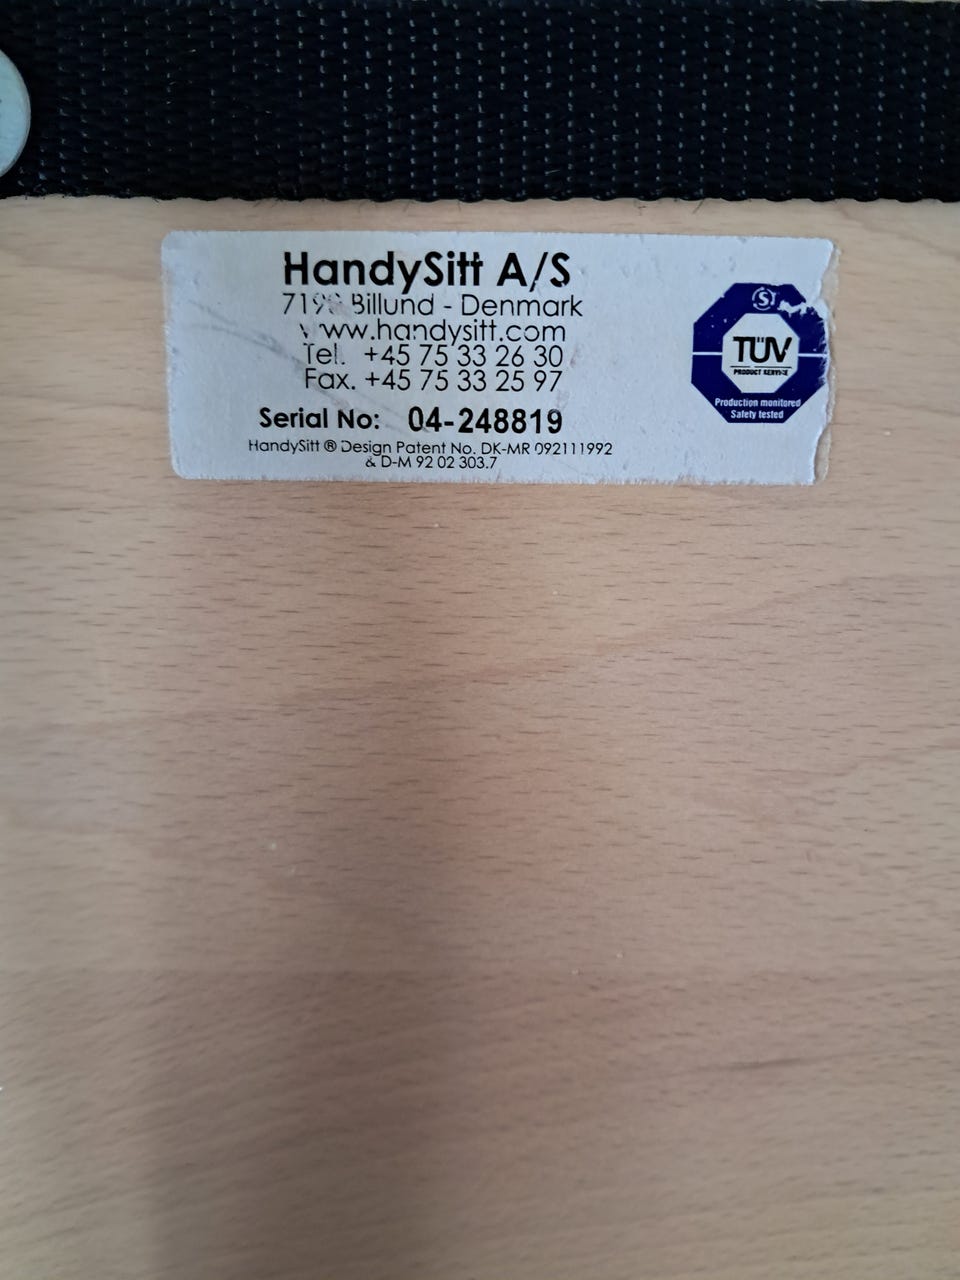 HandySitt A/S
Billund - Denmark
www.handysitt.com
Tel. +45 75 33 26 30
Fax. +45 75 33 25 97
Serial No: 04-248819
HandySitt ® Design Patent No. DK-MR 092111992
& D-M 92 02 303.7
S
TÜV
PRODUCT SERVICE
Production monitored
Safety tested